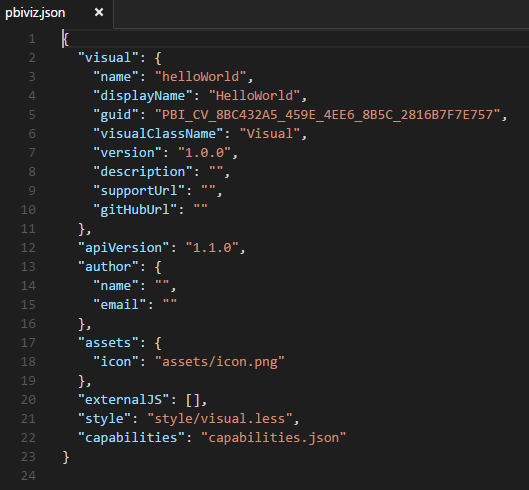 pbiviz.json ×
1 {
2 "visual": {
3 "name": "helloWorld",
4 "displayName": "HelloWorld",
5 "guid": "PBI_CV_8BC432A5_459E_4EE6_8B5C_2816B7F7E757",
6 "visualClassName": "Visual",
7 "version": "1.0.0",
8 "description": "",
9 "supportUrl": "",
10 "gitHubUrl": ""
11 },
12 "apiVersion": "1.1.0",
13 "author": {
14 "name": "",
15 "email": ""
16 },
17 "assets": {
18 "icon": "assets/icon.png"
19 },
20 "externalJS": [],
21 "style": "style/visual.less",
22 "capabilities": "capabilities.json"
23 }
24